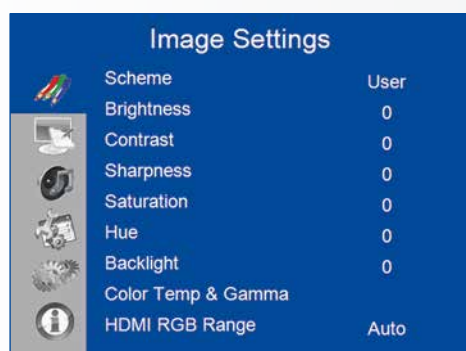 Image Settings
Scheme User
Brightness 0
Contrast 0
Sharpness 0
Saturation 0
Hue 0
Backlight 0
Color Temp & Gamma
HDMI RGB Range Auto